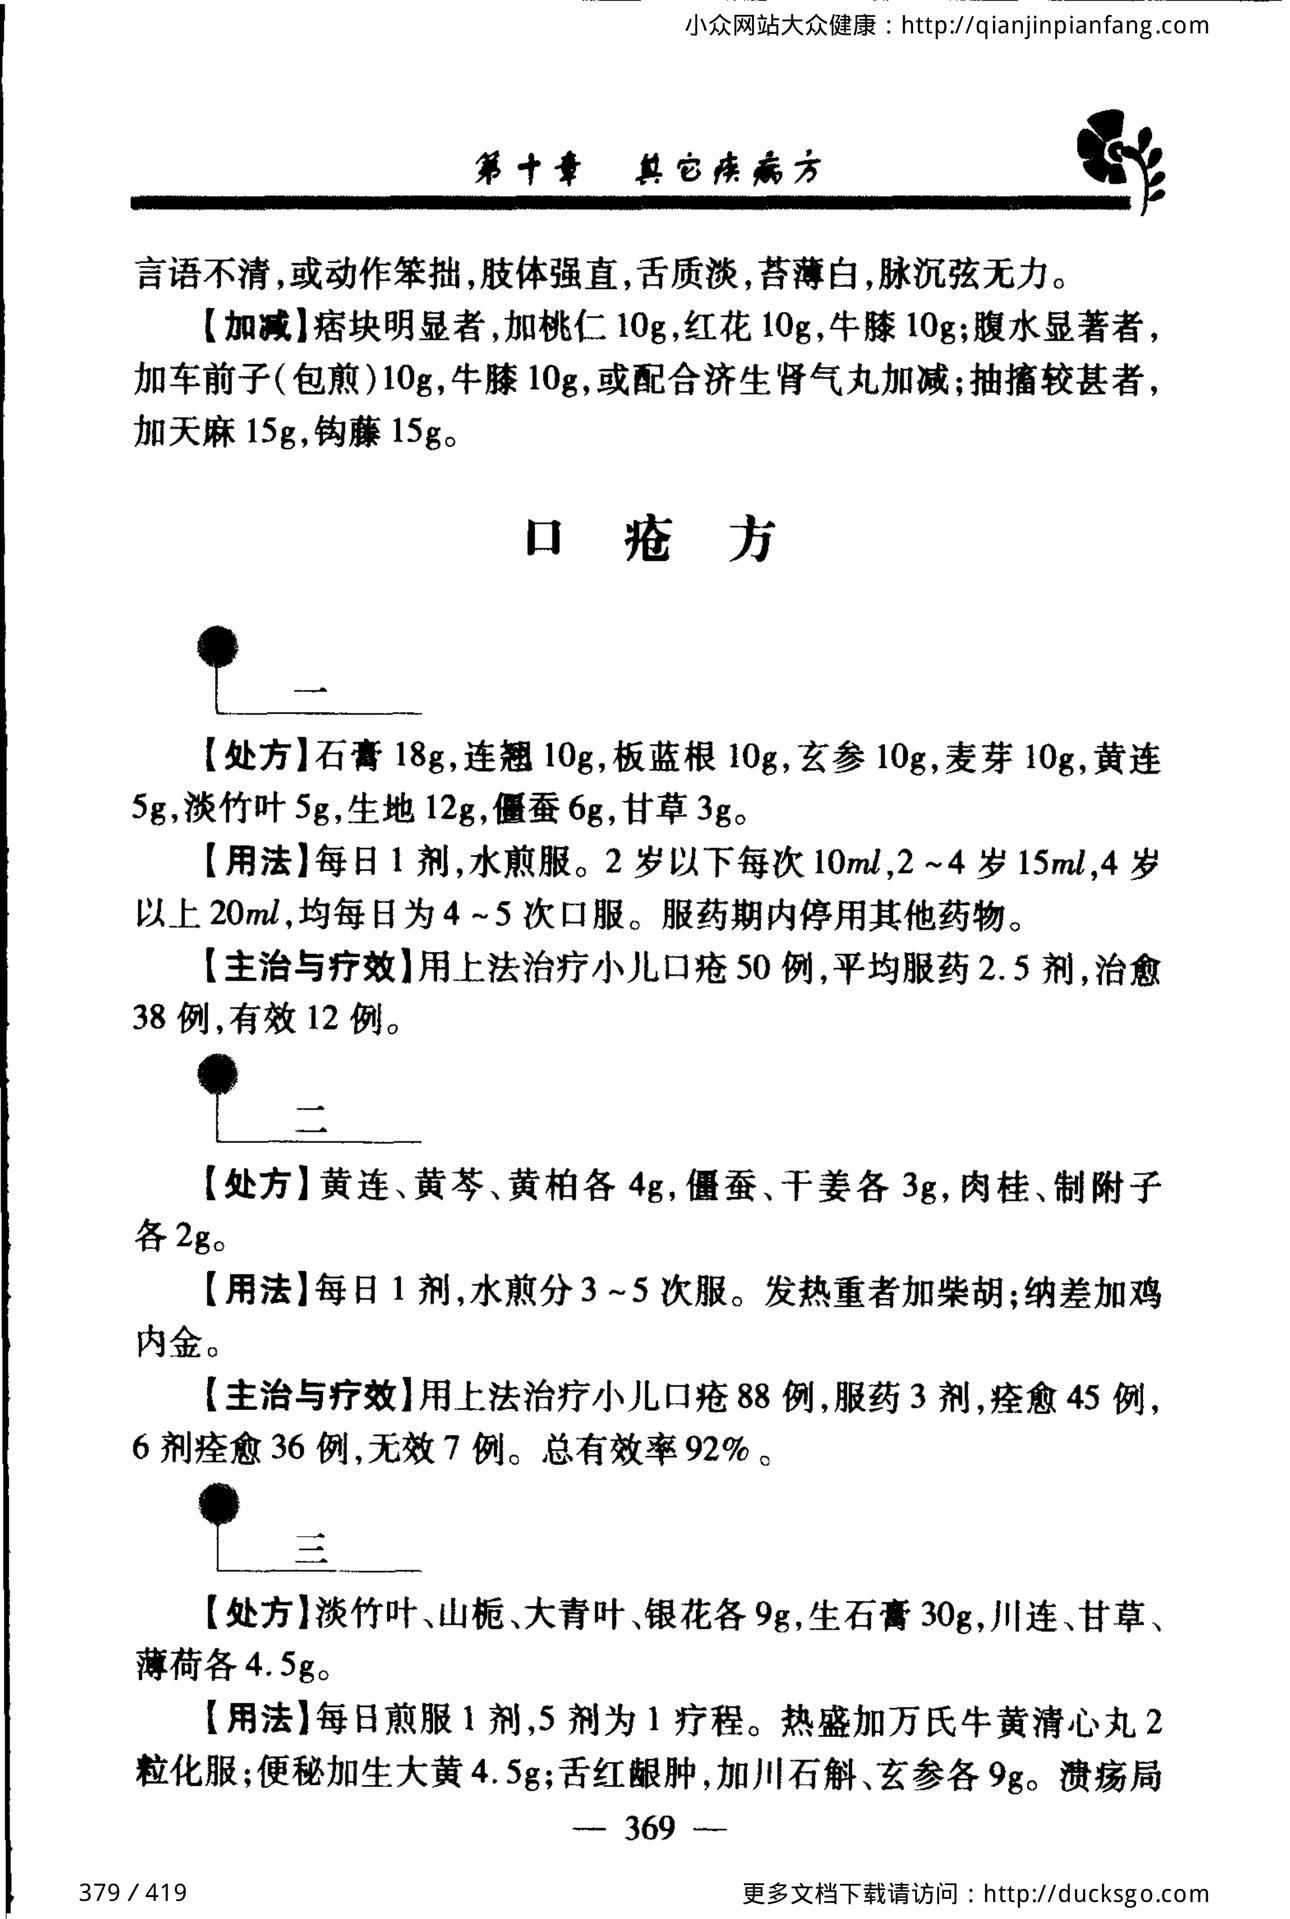 小众网站大众健康：http://qianjinpianfang.com
第十章 其它疾病方
言语不清,或动作笨拙,肢体强直,舌质淡,苔薄白,脉沉弦无力。
【加减】痞块明显者,加桃仁 10g,红花 10g,牛膝 10g;腹水显著者,
加车前子(包煎)10g,牛膝 10g,或配合济生肾气丸加减;抽搐较甚者,
加天麻 15g,钩藤 15g。
口 疮 方
一
【处方】石膏 18g,连翘 10g,板蓝根 10g,玄参 10g,麦芽 10g,黄连
5g,淡竹叶 5g,生地 12g,僵蚕 6g,甘草 3g。
【用法】每日 1 剂,水煎服。2 岁以下每次 10ml,2 ~ 4 岁 15ml,4 岁
以上 20ml,均每日为 4 ~ 5 次口服。服药期内停用其他药物。
【主治与疗效】用上法治疗小儿口疮 50 例,平均服药 2.5 剂,治愈
38 例,有效 12 例。
二
【处方】黄连、黄芩、黄柏各 4g,僵蚕、干姜各 3g,肉桂、制附子
各 2g。
【用法】每日 1 剂,水煎分 3 ~ 5 次服。发热重者加柴胡;纳差加鸡
内金。
【主治与疗效】用上法治疗小儿口疮 88 例,服药 3 剂,痊愈 45 例,
6 剂痊愈 36 例,无效 7 例。总有效率 92%。
三
【处方】淡竹叶、山栀、大青叶、银花各 9g,生石膏 30g,川连、甘草、
薄荷各 4.5g。
【用法】每日煎服 1 剂,5 剂为 1 疗程。热盛加万氏牛黄清心丸 2
粒化服;便秘加生大黄 4.5g;舌红龈肿,加川石斛、玄参各 9g。溃疡局
— 369 —
379 / 419
更多文档下载请访问：http://ducksgo.com